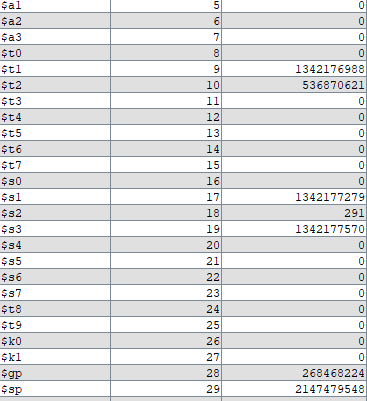 $a1 5 0
$a2 6 0
$a3 7 0
$t0 8 0
$t1 9 1342176988
$t2 10 536870621
$t3 11 0
$t4 12 0
$t5 13 0
$t6 14 0
$t7 15 0
$s0 16 0
$s1 17 1342177279
$s2 18 291
$s3 19 1342177570
$s4 20 0
$s5 21 0
$s6 22 0
$s7 23 0
$t8 24 0
$t9 25 0
$k0 26 0
$k1 27 0
$gp 28 268468224
$sp 29 2147479548